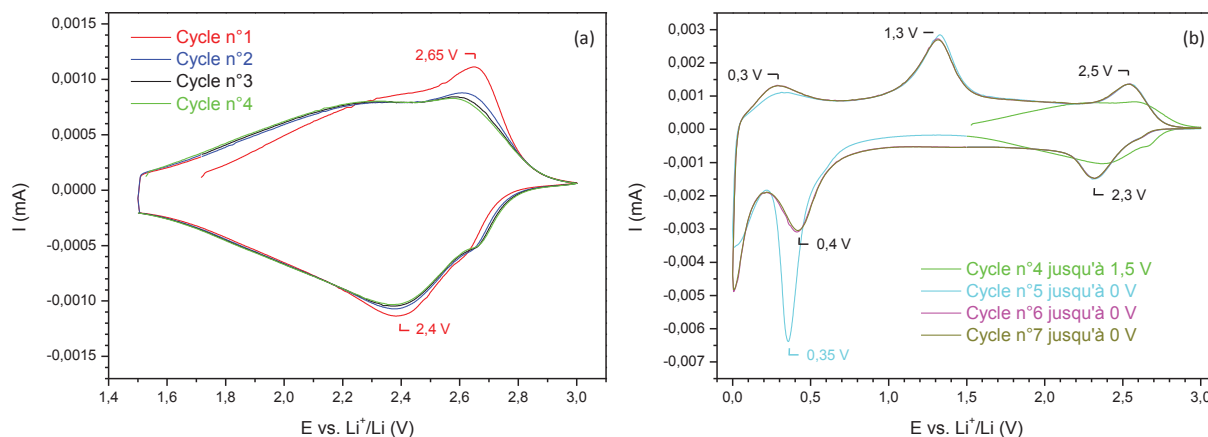 (a)
Cycle n°1
Cycle n°2
Cycle n°3
Cycle n°4
2,65 V
2,4 V
0,0015
0,0010
0,0005
0,0000
-0,0005
-0,0010
-0,0015
I (mA)
1,4 1,6 1,8 2,0 2,2 2,4 2,6 2,8 3,0
E vs. Li⁺/Li (V)
(b)
0,3 V
1,3 V
2,5 V
2,3 V
0,4 V
0,35 V
Cycle n°4 jusqu'à 1,5 V
Cycle n°5 jusqu'à 0 V
Cycle n°6 jusqu'à 0 V
Cycle n°7 jusqu'à 0 V
0,003
0,002
0,001
0,000
-0,001
-0,002
-0,003
-0,004
-0,005
-0,006
-0,007
I (mA)
0,0 0,5 1,0 1,5 2,0 2,5 3,0
E vs. Li⁺/Li (V)